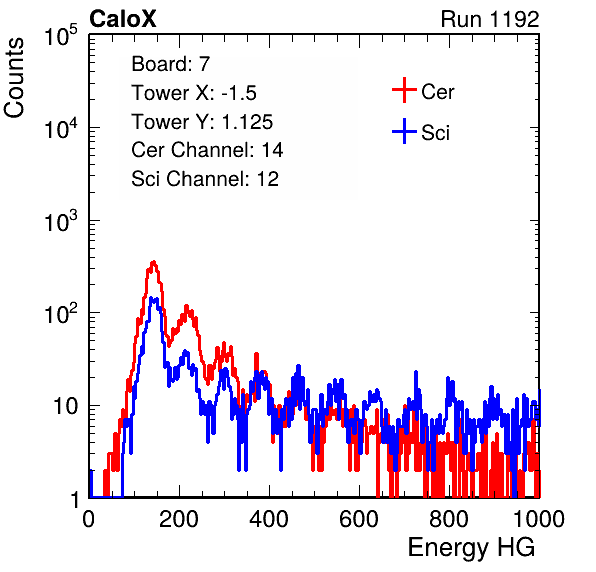 CaloX Run 1192
Counts
10^5
10^4
10^3
10^2
10
1
Board: 7
Tower X: -1.5
Tower Y: 1.125
Cer Channel: 14
Sci Channel: 12
Cer
Sci
0 200 400 600 800 1000
Energy HG